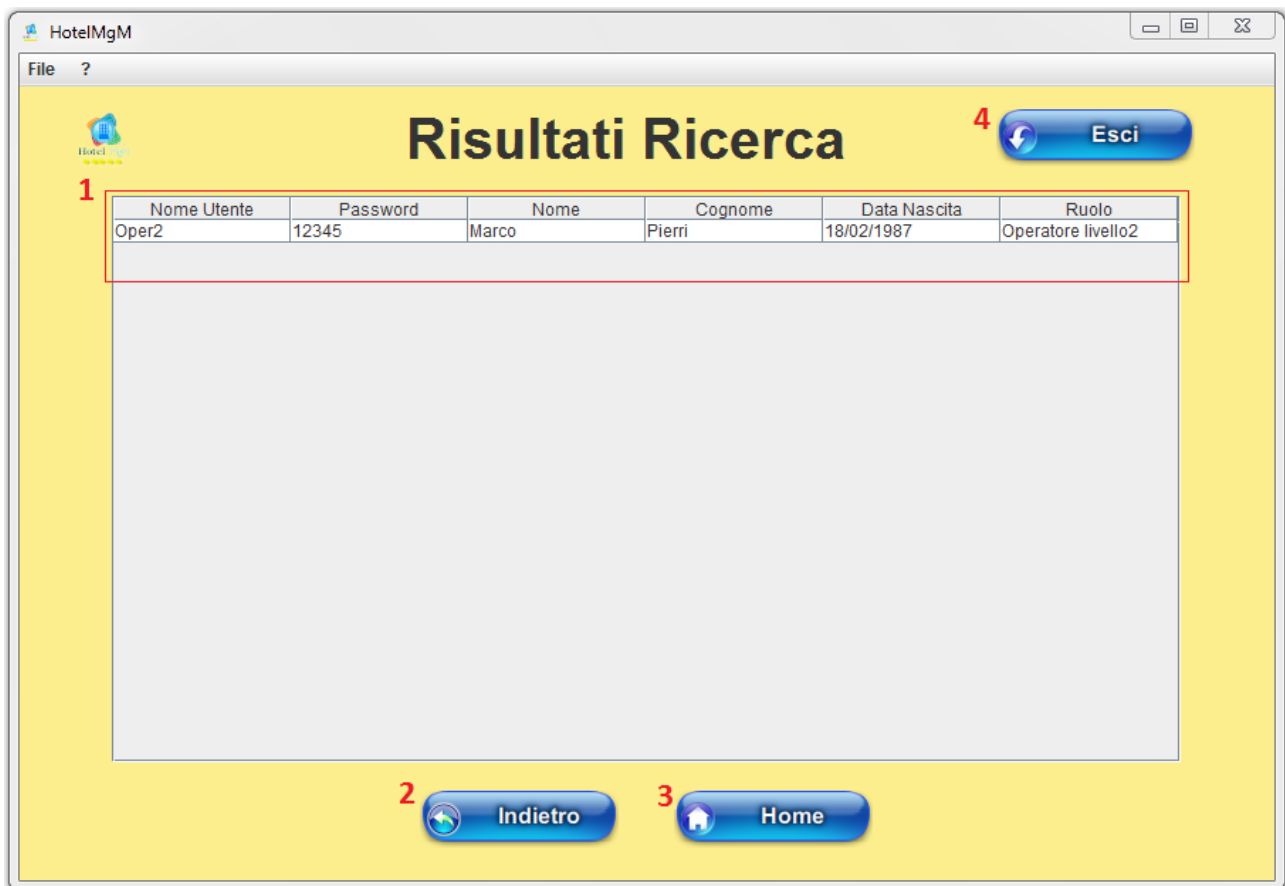 HotelMgM
File ?
Hotel
Risultati Ricerca
4 Esci
1
Nome Utente Password Nome Cognome Data Nascita Ruolo
Oper2 12345 Marco Pierri 18/02/1987 Operatore livello2
2 Indietro 3 Home